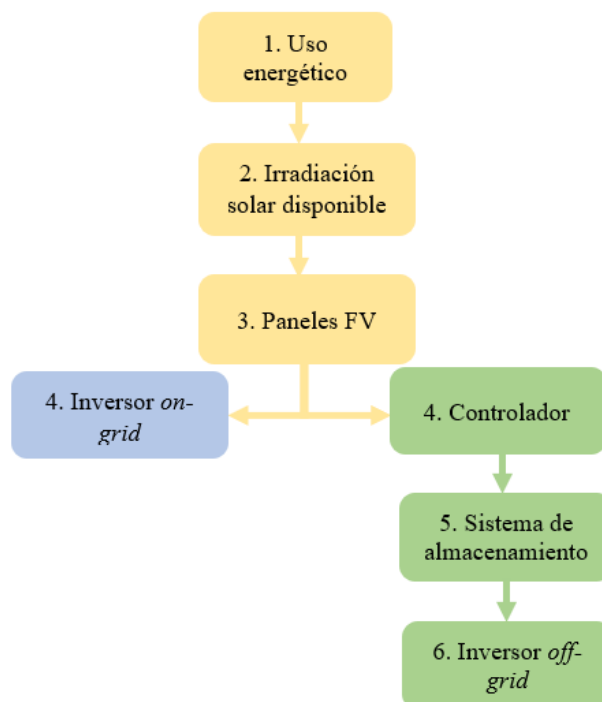 1. Uso
energético
2. Irradiación
solar disponible
3. Paneles FV
4. Inversor on-
grid
4. Controlador
5. Sistema de
almacenamiento
6. Inversor off-
grid